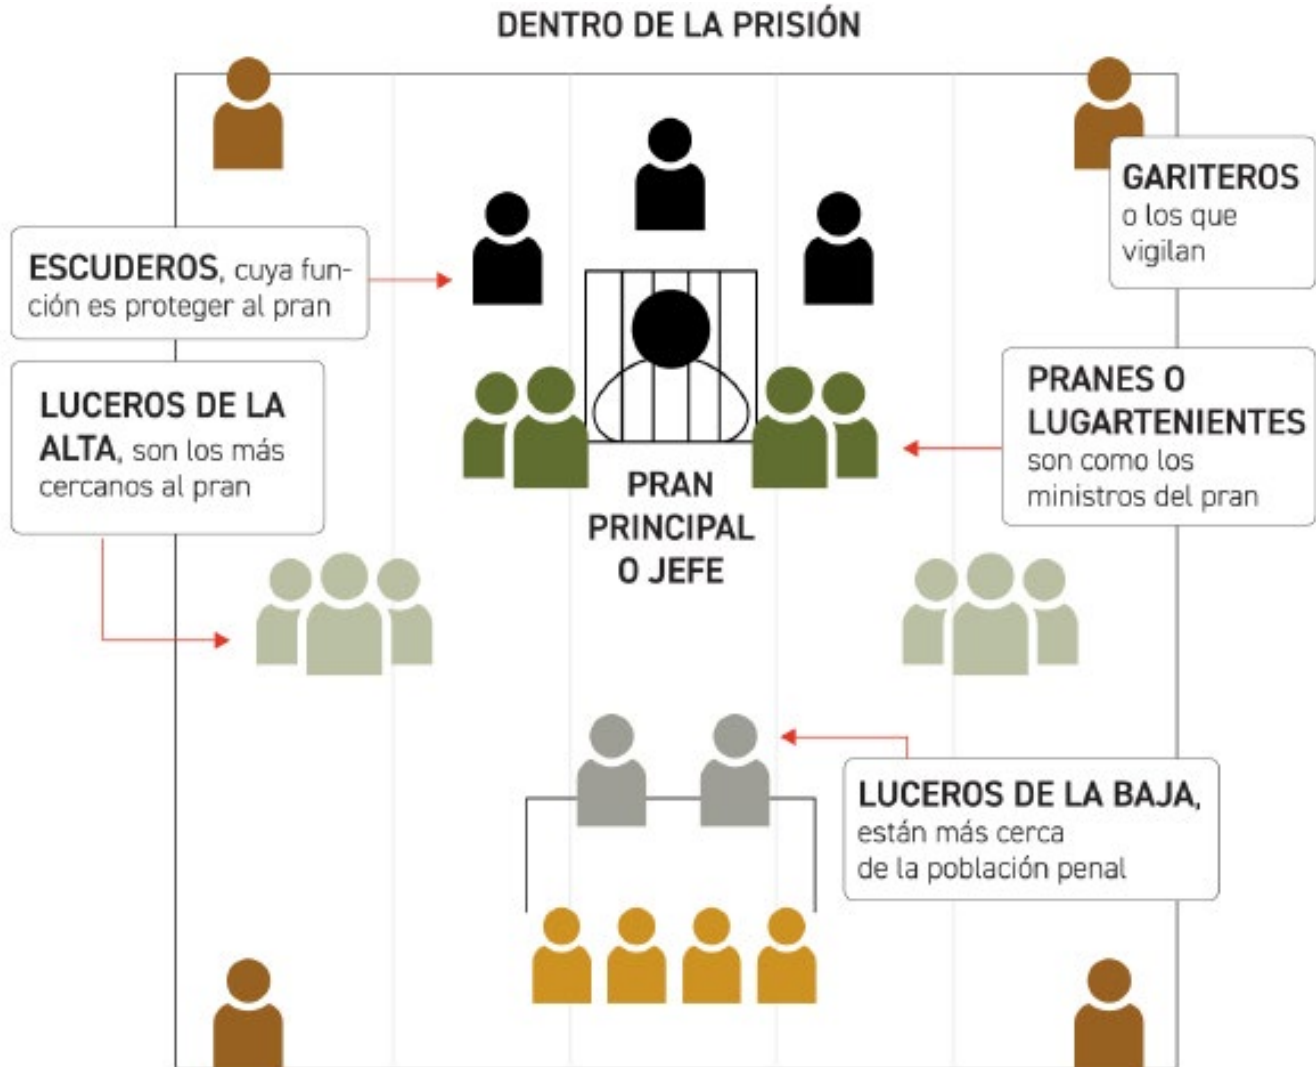 DENTRO DE LA PRISIÓN
GARITEROS
o los que
vigilan
ESCUDEROS, cuya fun-
ción es proteger al pran
LUCEROS DE LA
ALTA, son los más
cercanos al pran
PRANES O
LUGARTENIENTES
son como los
ministros del pran
PRAN
PRINCIPAL
O JEFE
LUCEROS DE LA BAJA,
están más cerca
de la población penal